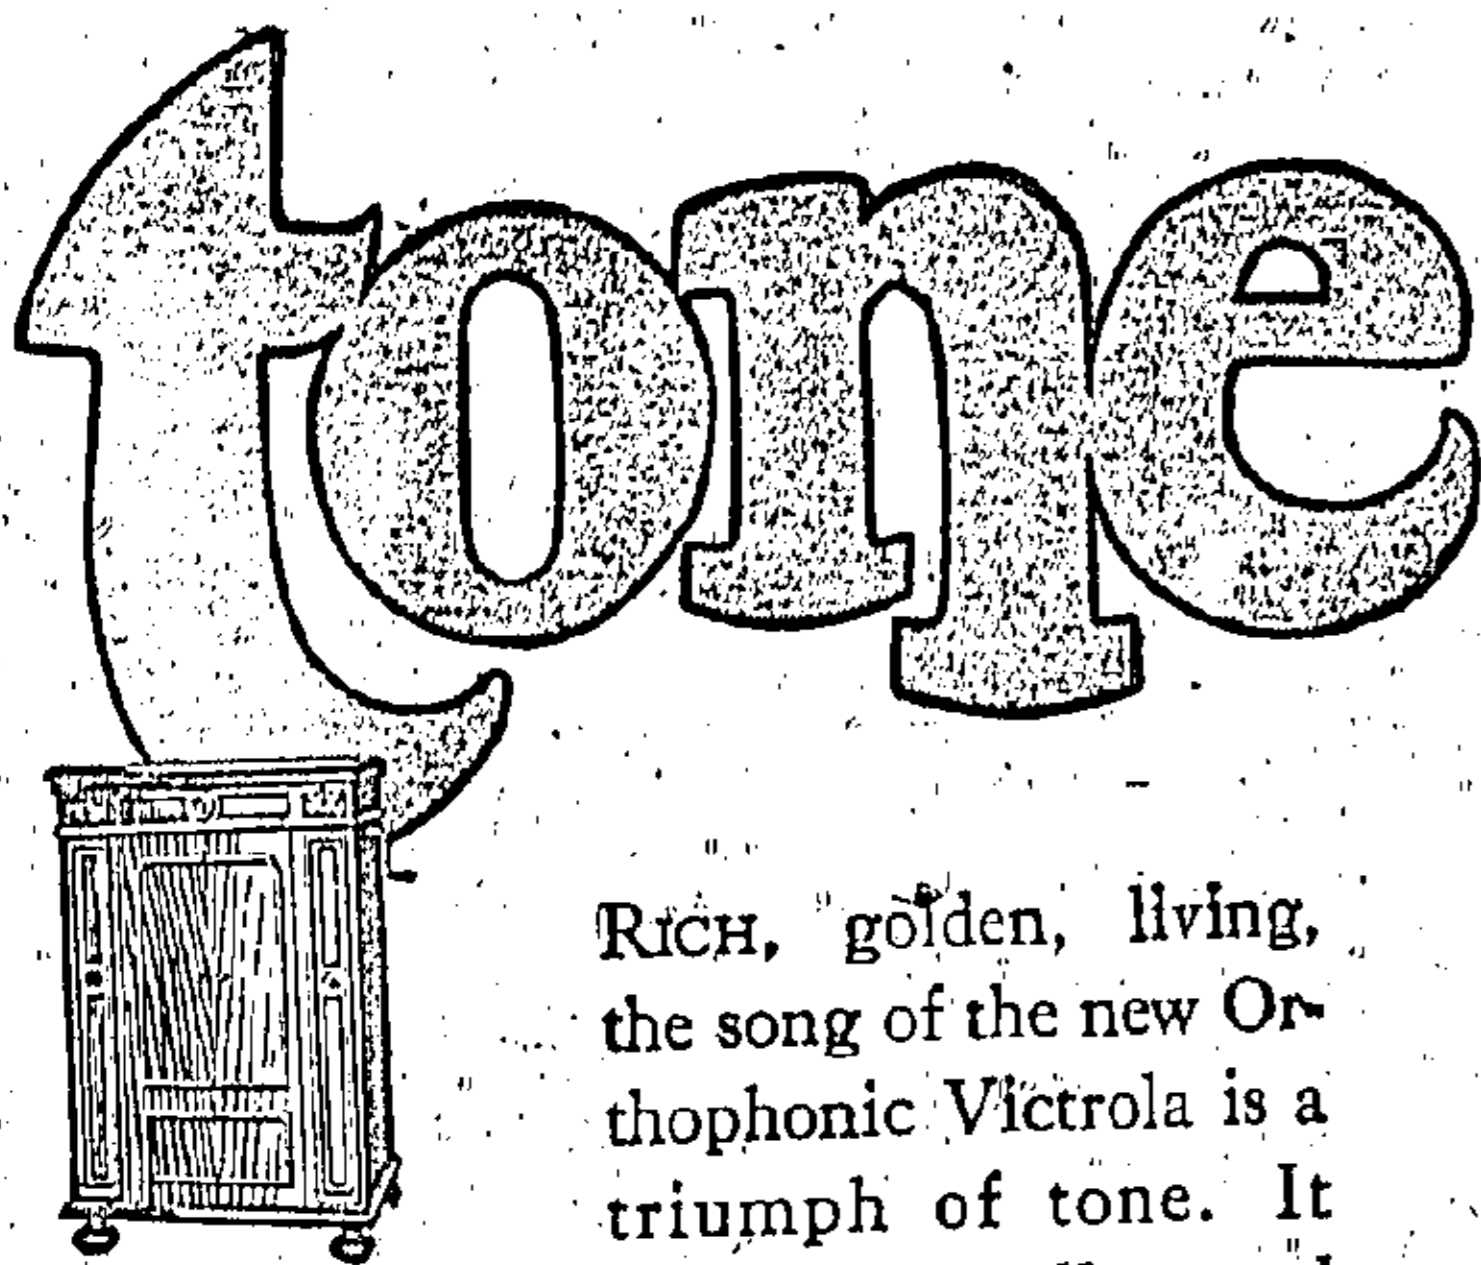 tone
RICH, golden, living,
the song of the new Or-
thophonic Victrola is a
triumph of tone. It